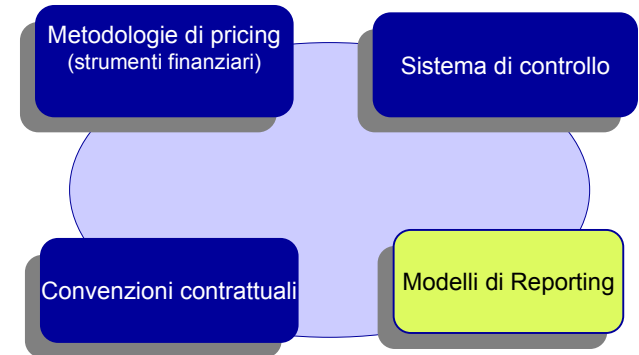 Metodologie di pricing
(strumenti finanziari)
Sistema di controllo
Convenzioni contrattuali
Modelli di Reporting